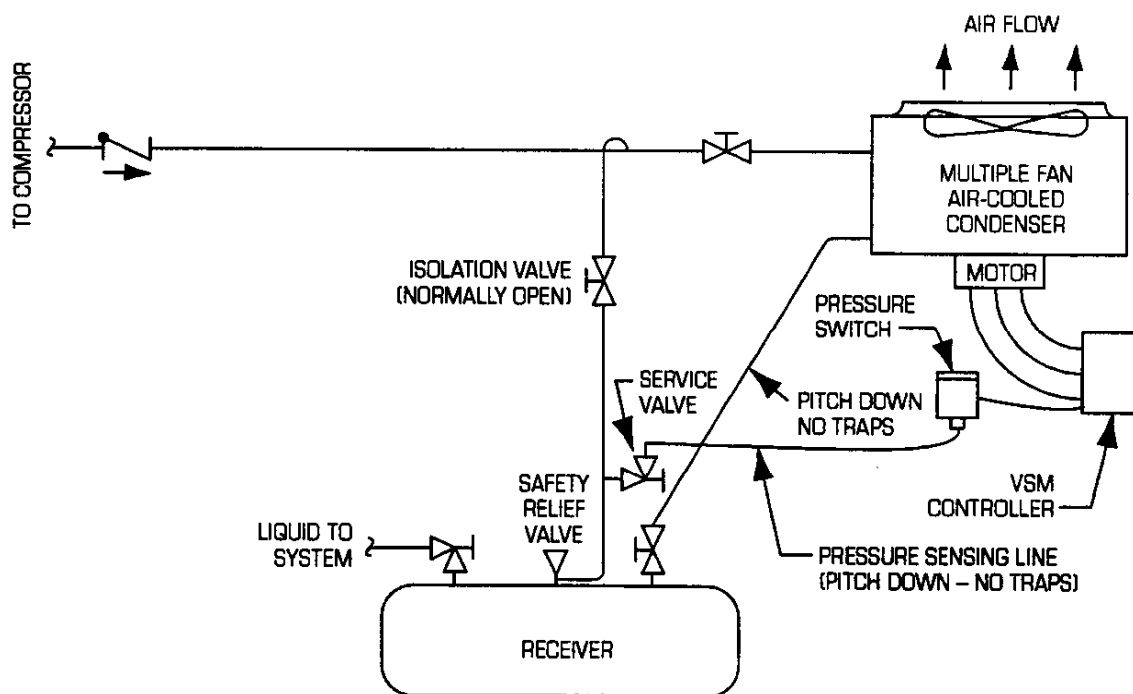 AIR FLOW
TO COMPRESSOR
MULTIPLE FAN
AIR-COOLED
CONDENSER
MOTOR
ISOLATION VALVE
(NORMALLY OPEN)
PRESSURE
SWITCH
SERVICE
VALVE
PITCH DOWN
NO TRAPS
SAFETY
RELIEF
VALVE
VSM
CONTROLLER
LIQUID TO
SYSTEM
PRESSURE SENSING LINE
(PITCH DOWN – NO TRAPS)
RECEIVER